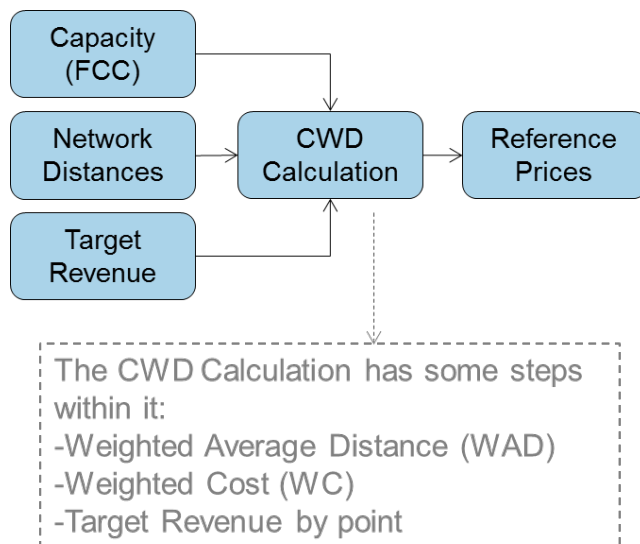 Capacity
(FCC)
Network
Distances
CWD
Calculation
Reference
Prices
Target
Revenue
The CWD Calculation has some steps
within it:
-Weighted Average Distance (WAD)
-Weighted Cost (WC)
-Target Revenue by point